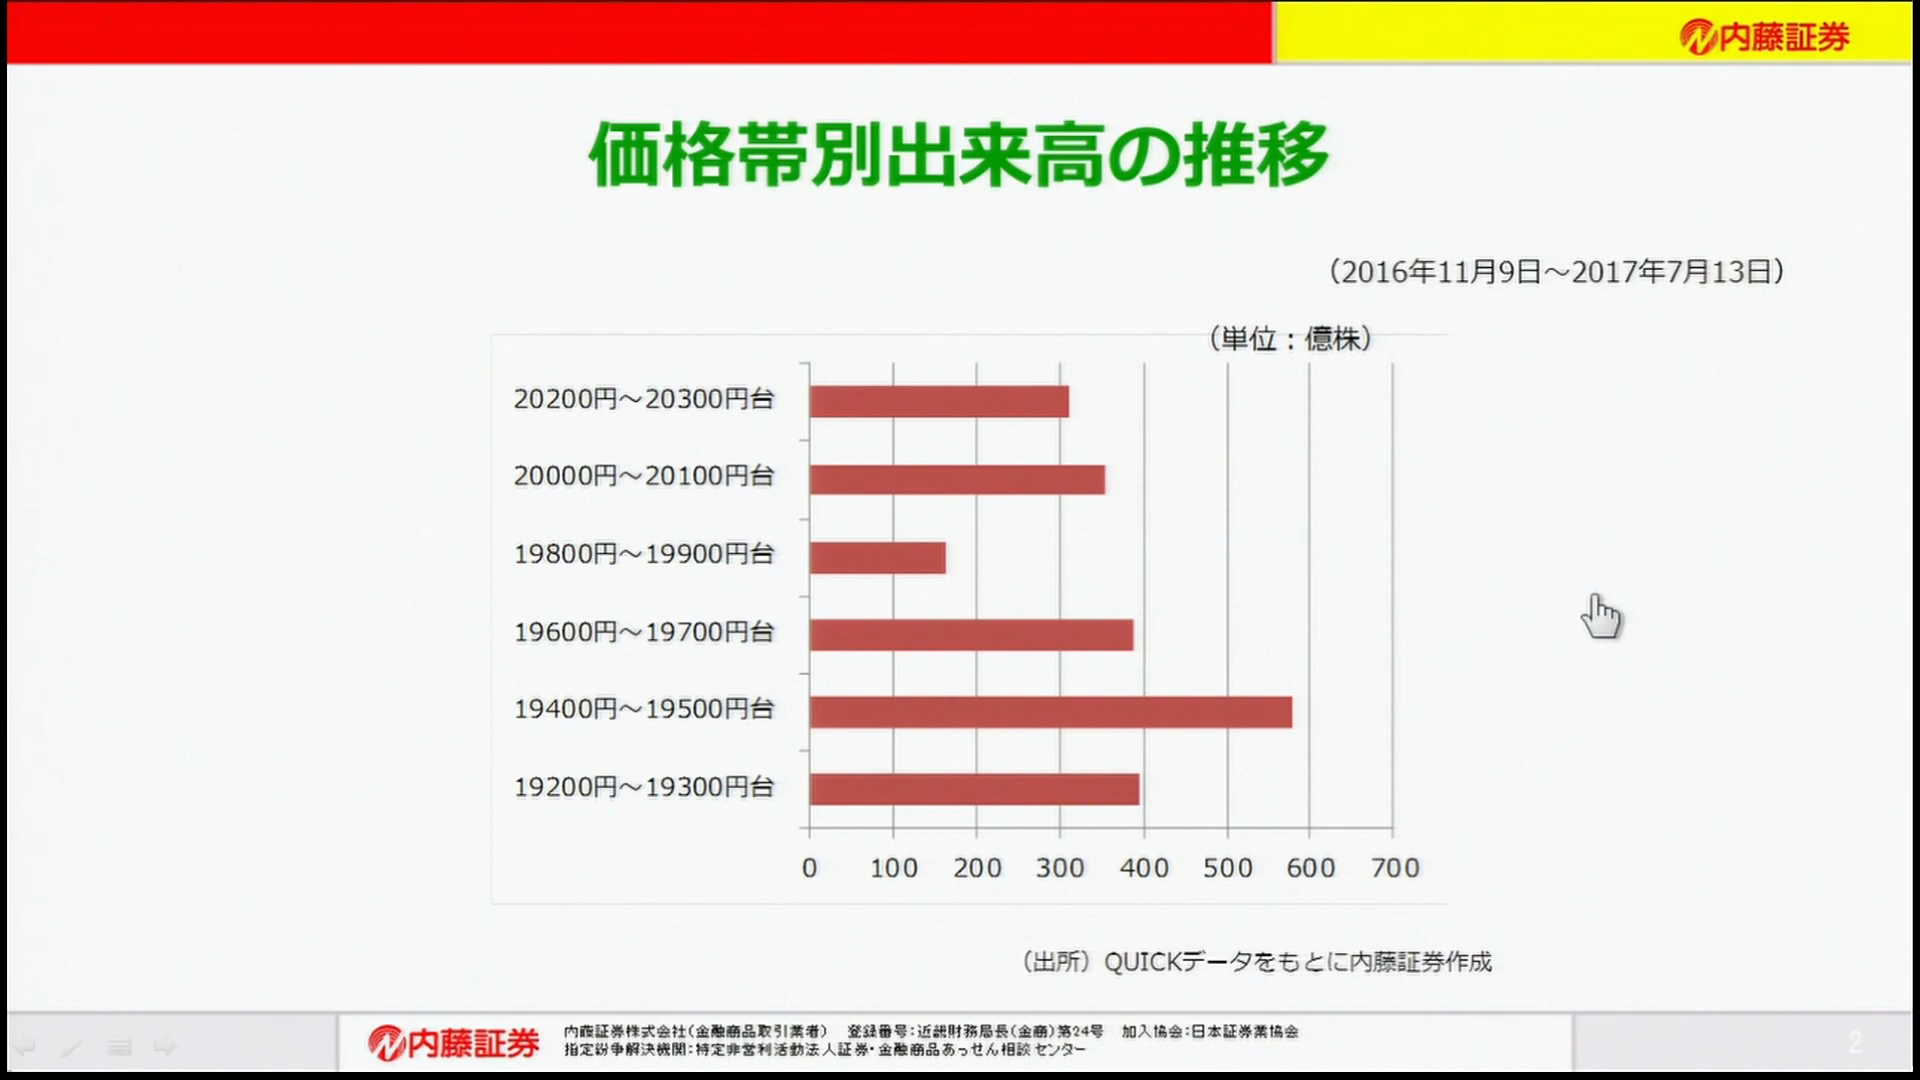 内藤証券
価格帯別出来高の推移
（2016年11月9日～2017年7月13日）
（単位：億株）
20200円～20300円台
20000円～20100円台
19800円～19900円台
19600円～19700円台
19400円～19500円台
19200円～19300円台
0 100 200 300 400 500 600 700
（出所）QUICKデータをもとに内藤証券作成
内藤証券
内藤証券株式会社（金融商品取引業者） 登録番号：近畿財務局長（金商）第24号 加入協会：日本証券業協会
指定紛争解決機関：特定非営利活動法人証券・金融商品あっせん相談センター
2